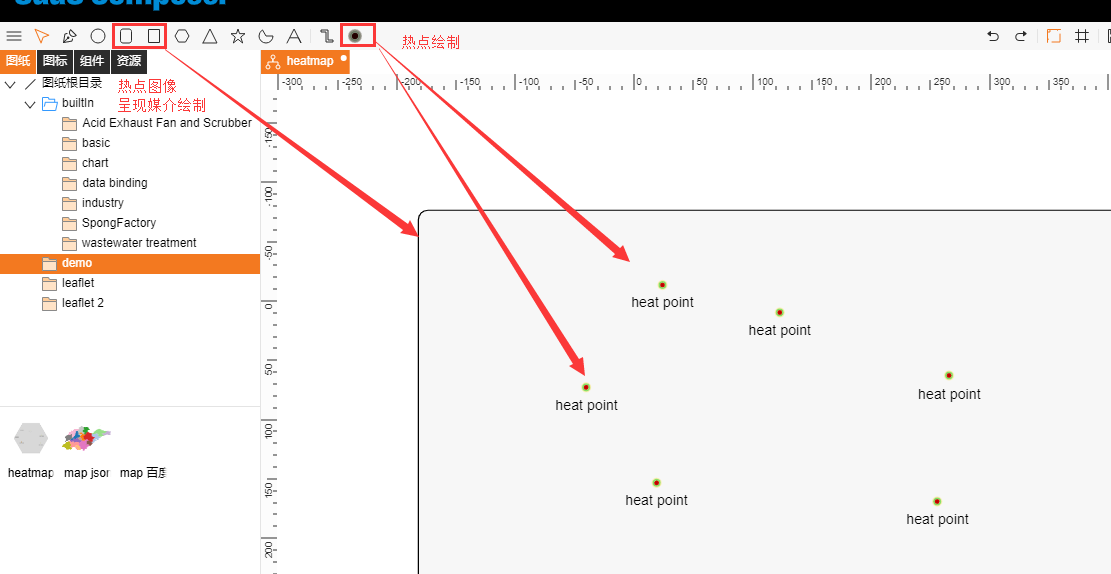 SaaS Composer
热点绘制
图纸 图标 组件 资源
heatmap
图纸根目录
热点图像
呈现媒介绘制
builtIn
Acid Exhaust Fan and Scrubber
basic
chart
data binding
industry
SpongFactory
wastewater treatment
demo
leaflet
leaflet 2
heatmap
map json
map 百度
-300 -250 -200 -150 -100 -50 0 50 100 150 200 250 300 350
-150
-100
-50
0
50
100
150
200
heat point
heat point
heat point
heat point
heat point
heat point